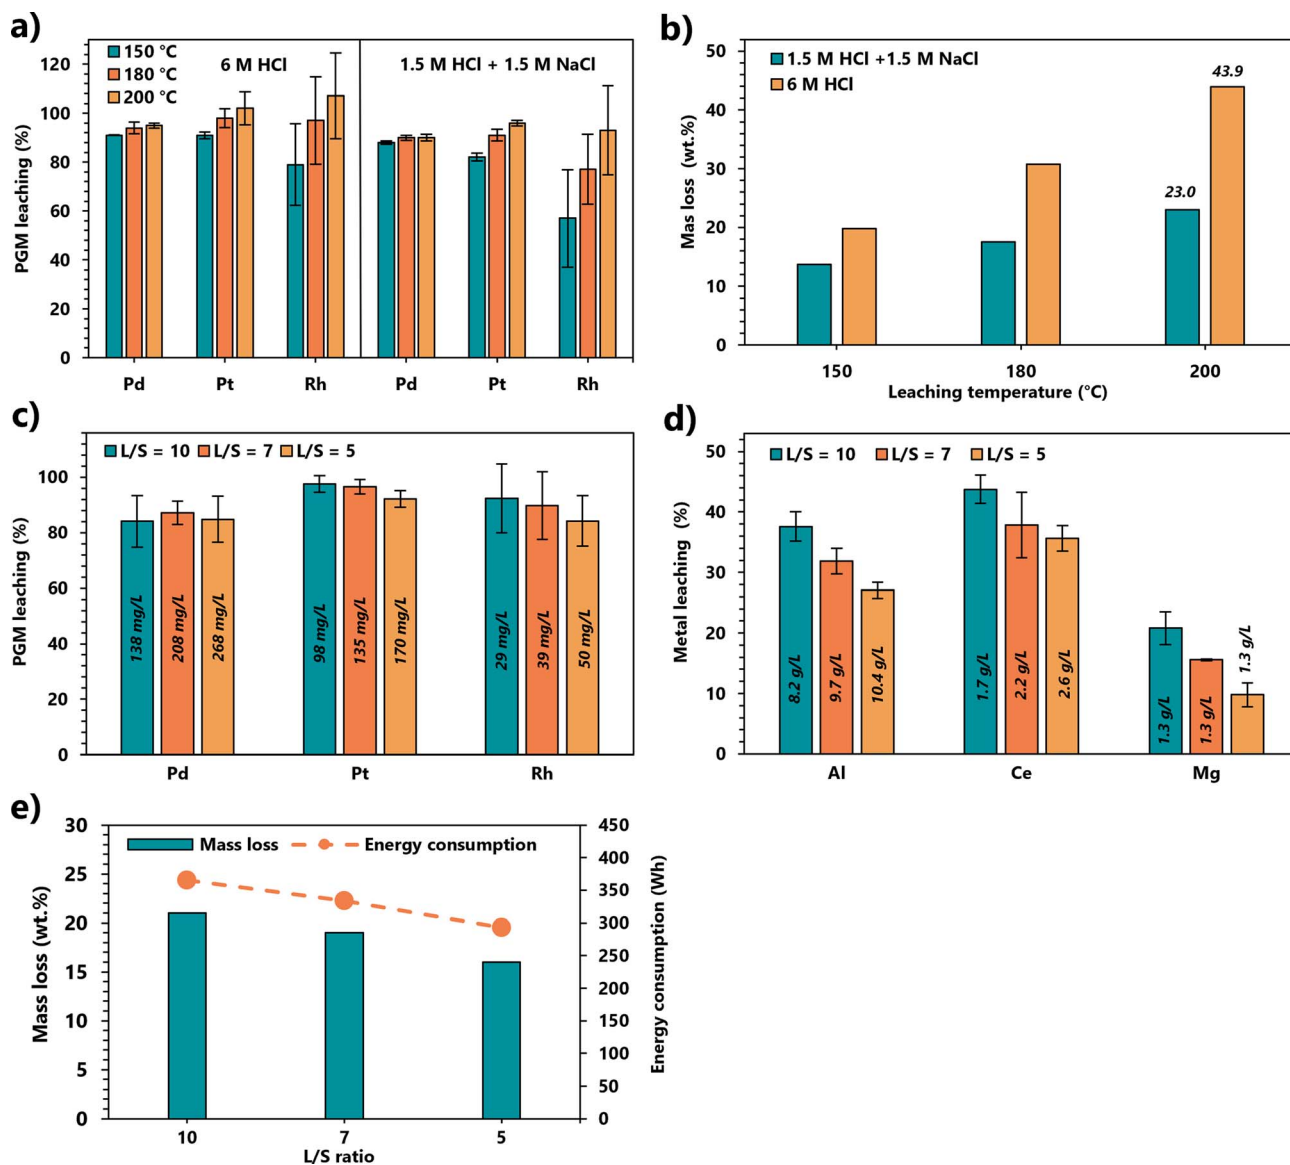 a)
150 °C
180 °C
200 °C
6 M HCl
1.5 M HCl + 1.5 M NaCl
PGM leaching (%)
120
100
80
60
40
20
0
Pd
Pt
Rh
Pd
Pt
Rh
b)
1.5 M HCl +1.5 M NaCl
6 M HCl
Mas loss (wt.%)
50
40
30
20
10
0
23.0
43.9
150
180
200
Leaching temperature (°C)
c)
L/S = 10
L/S = 7
L/S = 5
PGM leaching (%)
100
80
60
40
20
0
138 mg/L
208 mg/L
268 mg/L
98 mg/L
135 mg/L
170 mg/L
29 mg/L
39 mg/L
50 mg/L
Pd
Pt
Rh
d)
L/S = 10
L/S = 7
L/S = 5
Metal leaching (%)
50
40
30
20
10
0
8.2 g/L
9.7 g/L
10.4 g/L
1.7 g/L
2.2 g/L
2.6 g/L
1.3 g/L
1.3 g/L
1.3 g/L
Al
Ce
Mg
e)
Mass loss
Energy consumption
Mass loss (wt.%)
30
25
20
15
10
5
0
450
400
350
300
250
200
150
100
50
0
Energy consumption (Wh)
10
7
5
L/S ratio